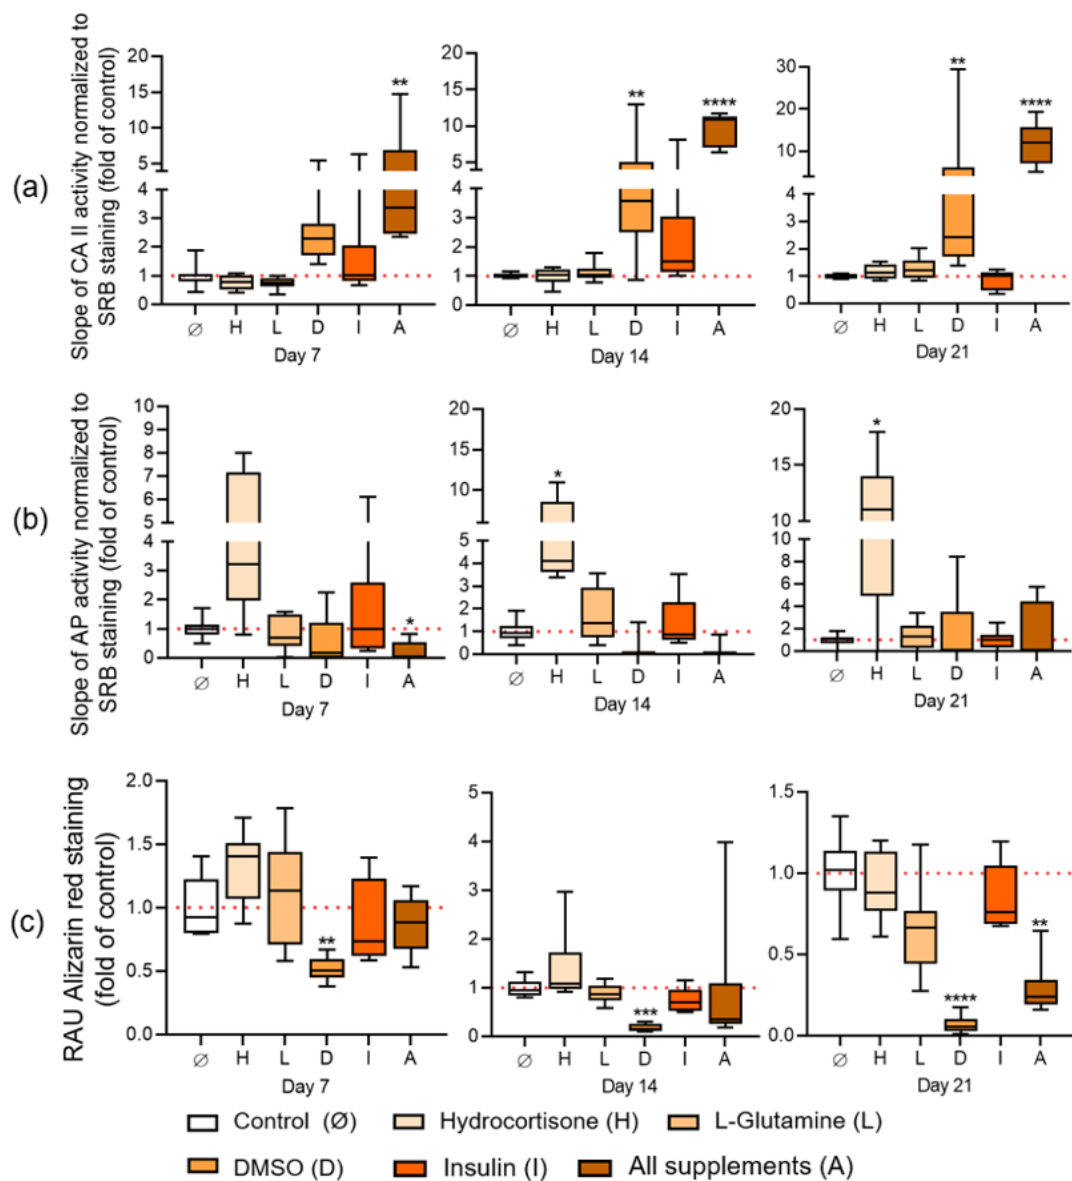 (a)
Slope of CA II activity normalized to
SRB staining (fold of control)
20
15
10
5
4
3
2
1
0
**
Ø H L D I A
Day 7
20
15
10
5
4
3
2
1
0
**
****
Ø H L D I A
Day 14
30
20
10
4
3
2
1
0
**
****
Ø H L D I A
Day 21
(b)
Slope of AP activity normalized to
SRB staining (fold of control)
10
9
8
7
6
5
4
3
2
1
0
*
Ø H L D I A
Day 7
20
15
10
5
4
3
2
1
0
*
Ø H L D I A
Day 14
20
15
10
8
6
4
2
0
*
Ø H L D I A
Day 21
(c)
RAU Alizarin red staining
(fold of control)
2.0
1.5
1.0
0.5
0.0
**
Ø H L D I A
Day 7
5
4
3
2
1
0
***
Ø H L D I A
Day 14
1.5
1.0
0.5
0.0
****
**
Ø H L D I A
Day 21
Control (Ø) Hydrocortisone (H) L-Glutamine (L)
DMSO (D) Insulin (I) All supplements (A)